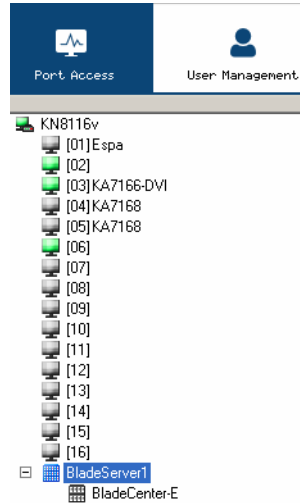 Port Access
User Management
KN8116v
[01]Espa
[02]
[03]KA7166-DVI
[04]KA7168
[05]KA7168
[06]
[07]
[08]
[09]
[10]
[11]
[12]
[13]
[14]
[15]
[16]
BladeServer1
BladeCenter-E